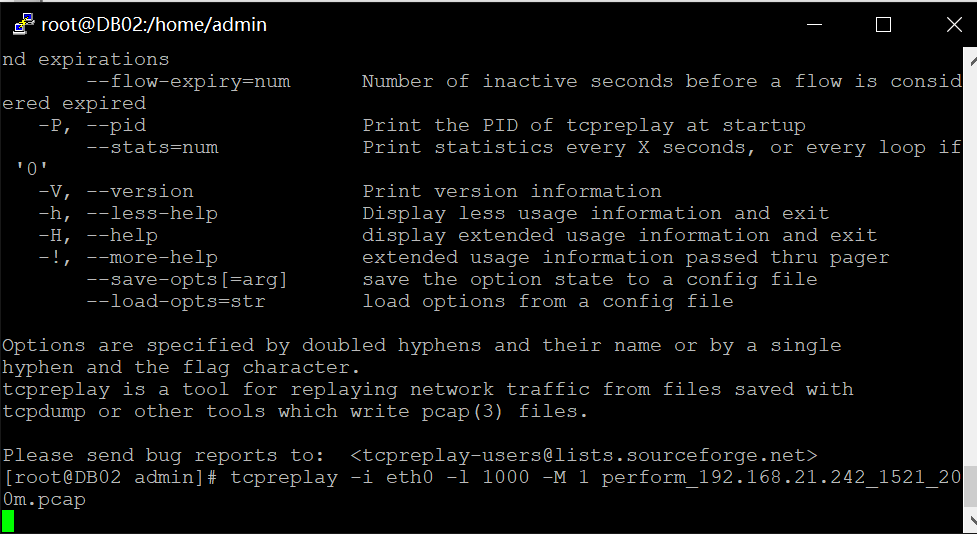 root@DB02:/home/admin
nd expirations
--flow-expiry=num Number of inactive seconds before a flow is consid
ered expired
-P, --pid Print the PID of tcpreplay at startup
--stats=num Print statistics every X seconds, or every loop if
'0'
-V, --version Print version information
-h, --less-help Display less usage information and exit
-H, --help display extended usage information and exit
-!, --more-help extended usage information passed thru pager
--save-opts[=arg] save the option state to a config file
--load-opts=str load options from a config file
Options are specified by doubled hyphens and their name or by a single
hyphen and the flag character.
tcpreplay is a tool for replaying network traffic from files saved with
tcpdump or other tools which write pcap(3) files.
Please send bug reports to: <tcpreplay-users@lists.sourceforge.net>
[root@DB02 admin]# tcpreplay -i eth0 -l 1000 -M 1 perform_192.168.21.242_1521_20
0m.pcap